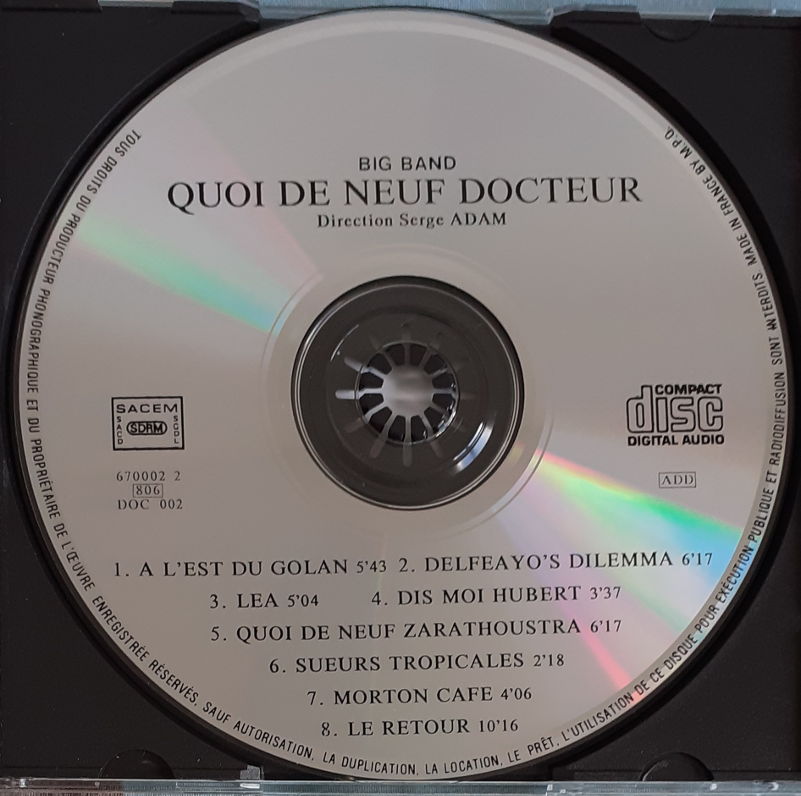 BIG BAND
QUOI DE NEUF DOCTEUR
Direction Serge ADAM
SACEM
SACD
SDRM
SGDL
COMPACT
disc
DIGITAL AUDIO
670002 2
806
DOC 002
ADD
1. A L'EST DU GOLAN 5'43 2. DELFEAYO'S DILEMMA 6'17
3. LEA 5'04 4. DIS MOI HUBERT 3'37
5. QUOI DE NEUF ZARATHOUSTRA 6'17
6. SUEURS TROPICALES 2'18
7. MORTON CAFE 4'06
8. LE RETOUR 10'16
TOUS DROITS DU PRODUCTEUR PHONOGRAPHIQUE ET DU PROPRIÉTAIRE DE L'ŒUVRE ENREGISTRÉE RÉSERVÉS, SAUF AUTORISATION, LA DUPLICATION, LA LOCATION, LE PRÊT, L'UTILISATION DE CE DISQUE POUR EXÉCUTION PUBLIQUE ET RADIODIFFUSION SONT INTERDITS. MADE IN FRANCE BY M.P.O.